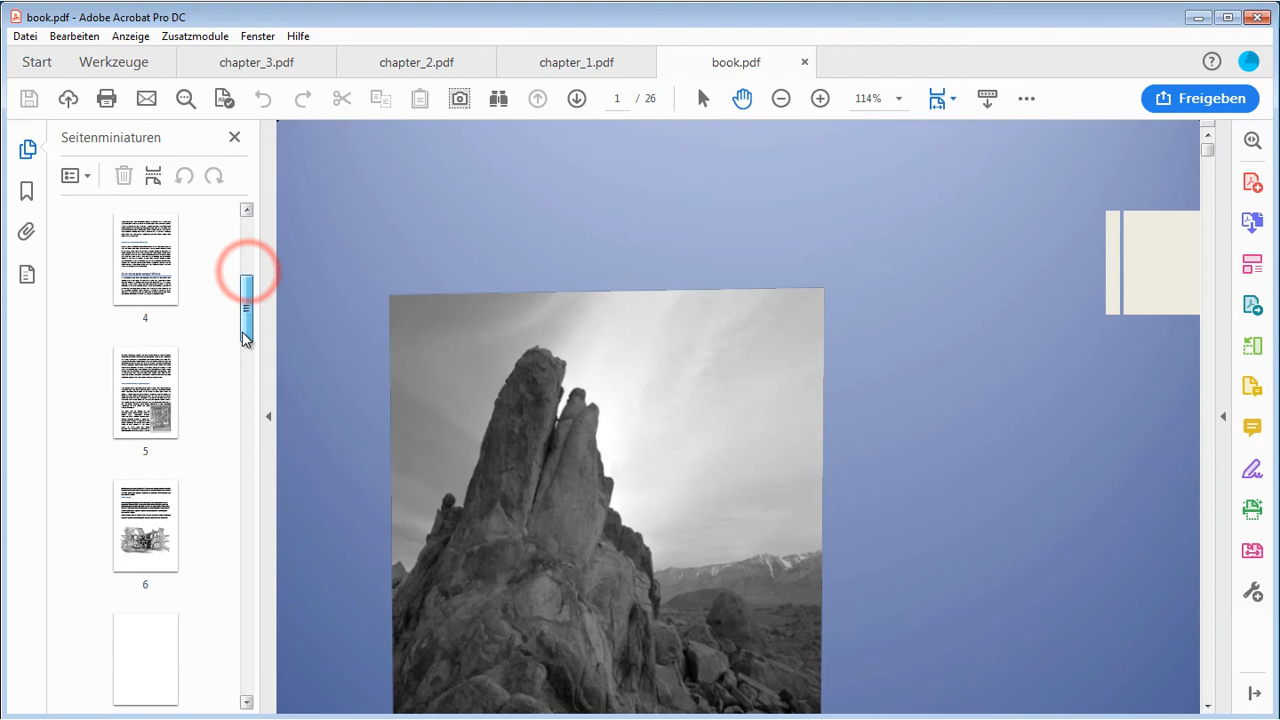 book.pdf - Adobe Acrobat Pro DC
Datei Bearbeiten Anzeige Zusatzmodule Fenster Hilfe
Start Werkzeuge chapter_3.pdf chapter_2.pdf chapter_1.pdf book.pdf
1 / 26 114% Freigeben
Seitenminiaturen
4
5
6